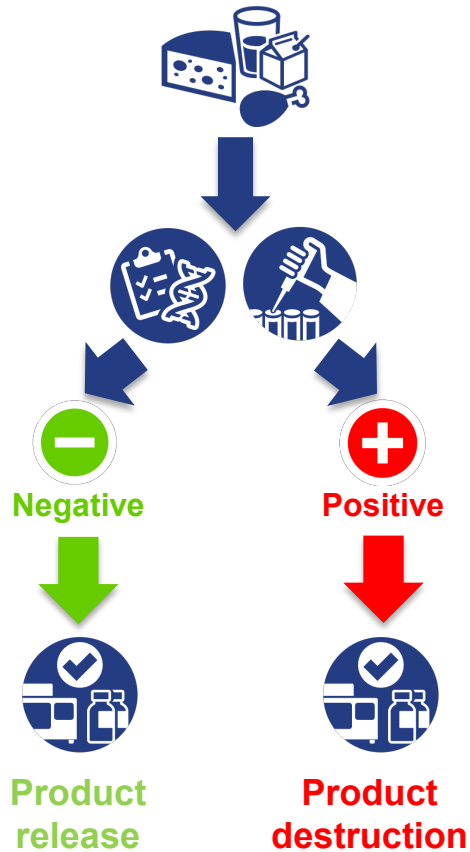 Negative
Positive
Product
release
Product
destruction